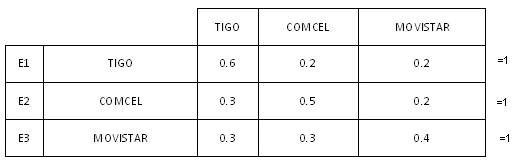 TIGO COMCEL MOVISTAR
E1 TIGO 0.6 0.2 0.2 =1
E2 COMCEL 0.3 0.5 0.2 =1
E3 MOVISTAR 0.3 0.3 0.4 =1